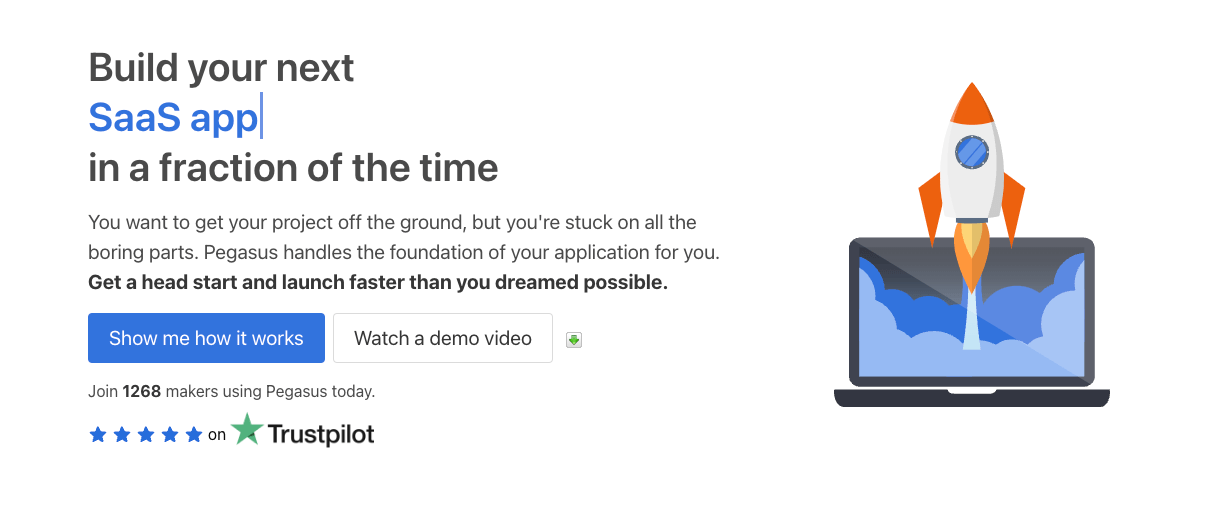 Build your next
SaaS app
in a fraction of the time
You want to get your project off the ground, but you're stuck on all the
boring parts. Pegasus handles the foundation of your application for you.
Get a head start and launch faster than you dreamed possible.
Show me how it works
Watch a demo video
Join 1268 makers using Pegasus today.
on Trustpilot